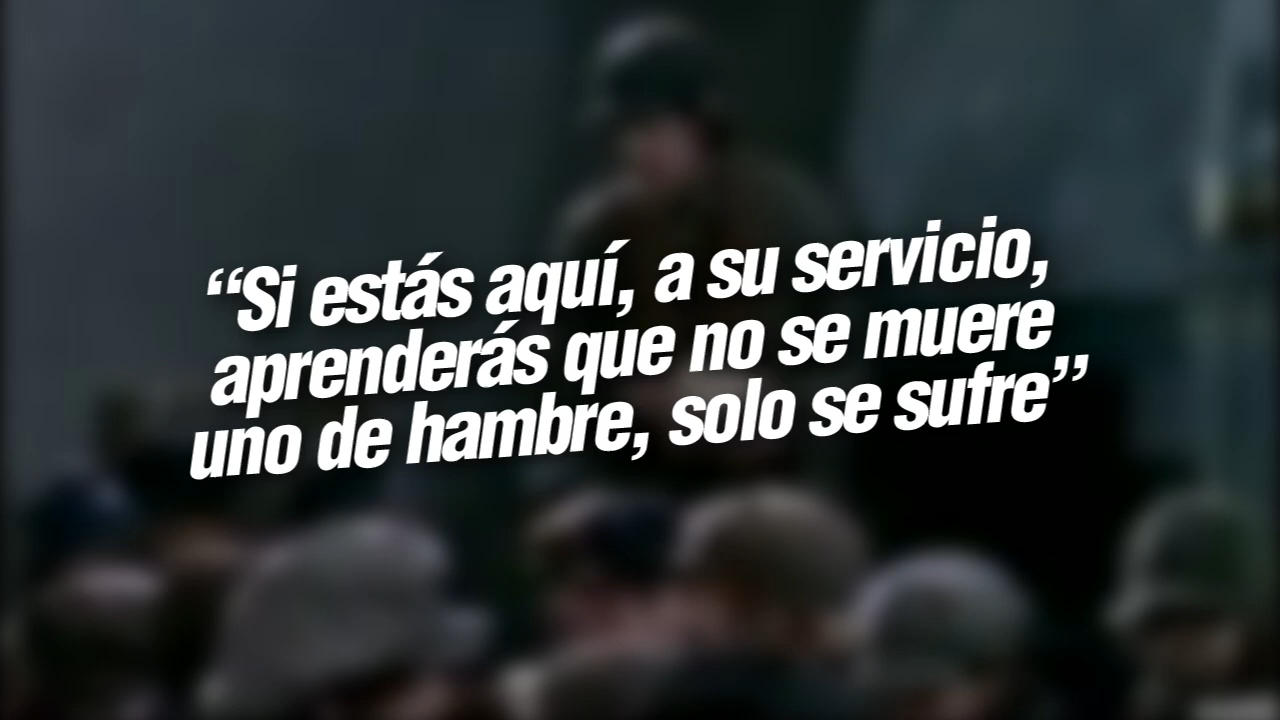 “Si estás aquí, a su servicio,
aprenderás que no se muere
uno de hambre, solo se sufre”